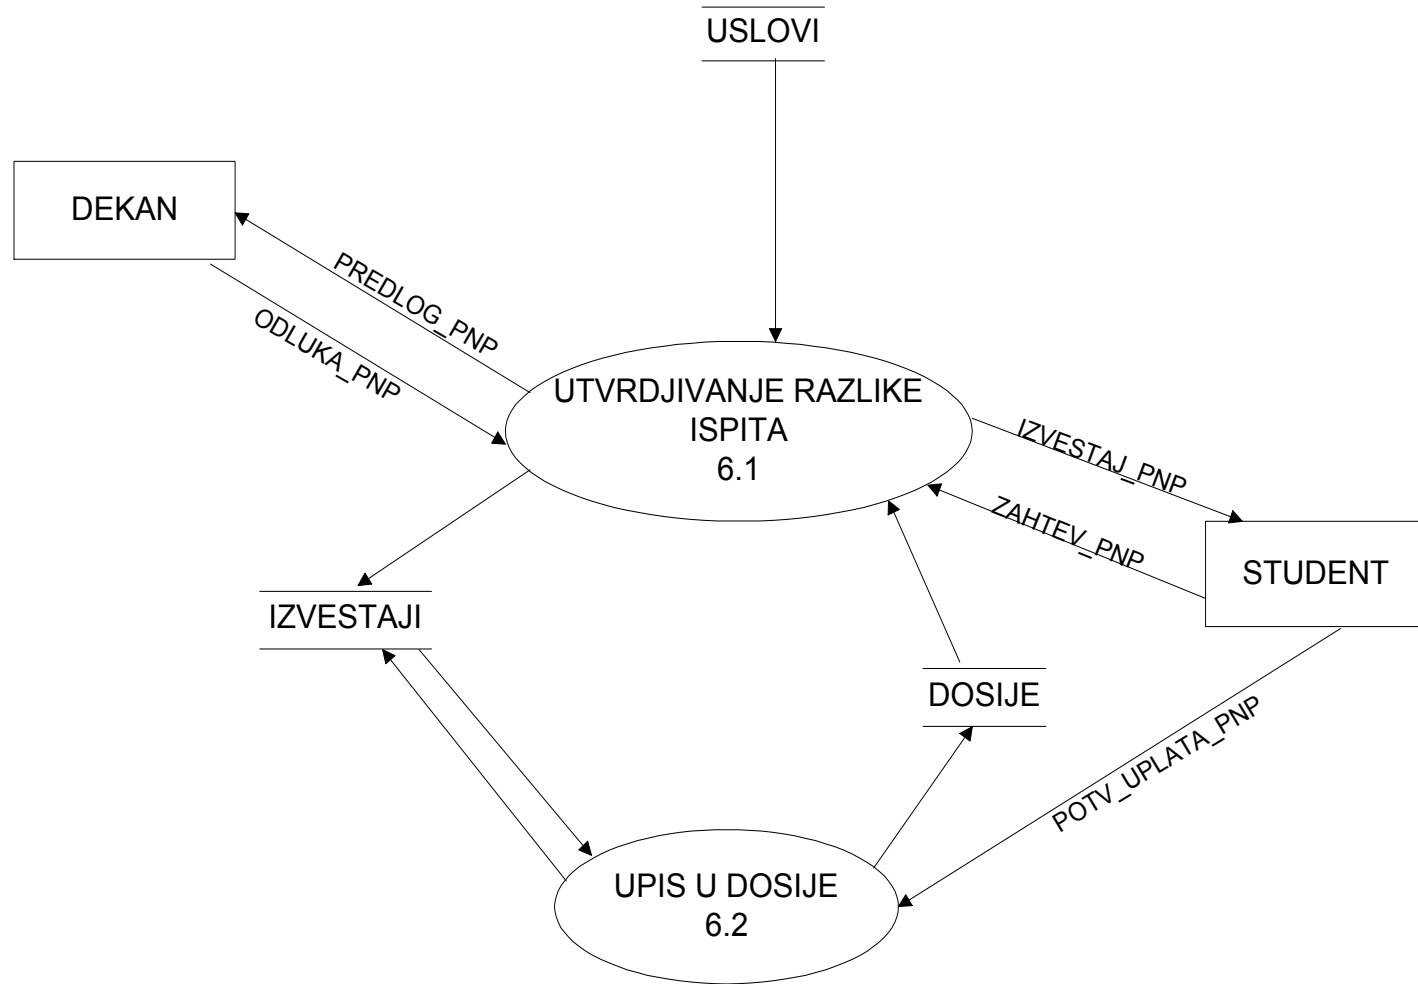 USLOVI
DEKAN
PREDLOG_PNP
ODLUKA_PNP
UTVRDJIVANJE RAZLIKE
ISPITA
6.1
IZVESTAJ_PNP
ZAHTEV_PNP
STUDENT
IZVESTAJI
DOSIJE
POTV_UPLATA_PNP
UPIS U DOSIJE
6.2